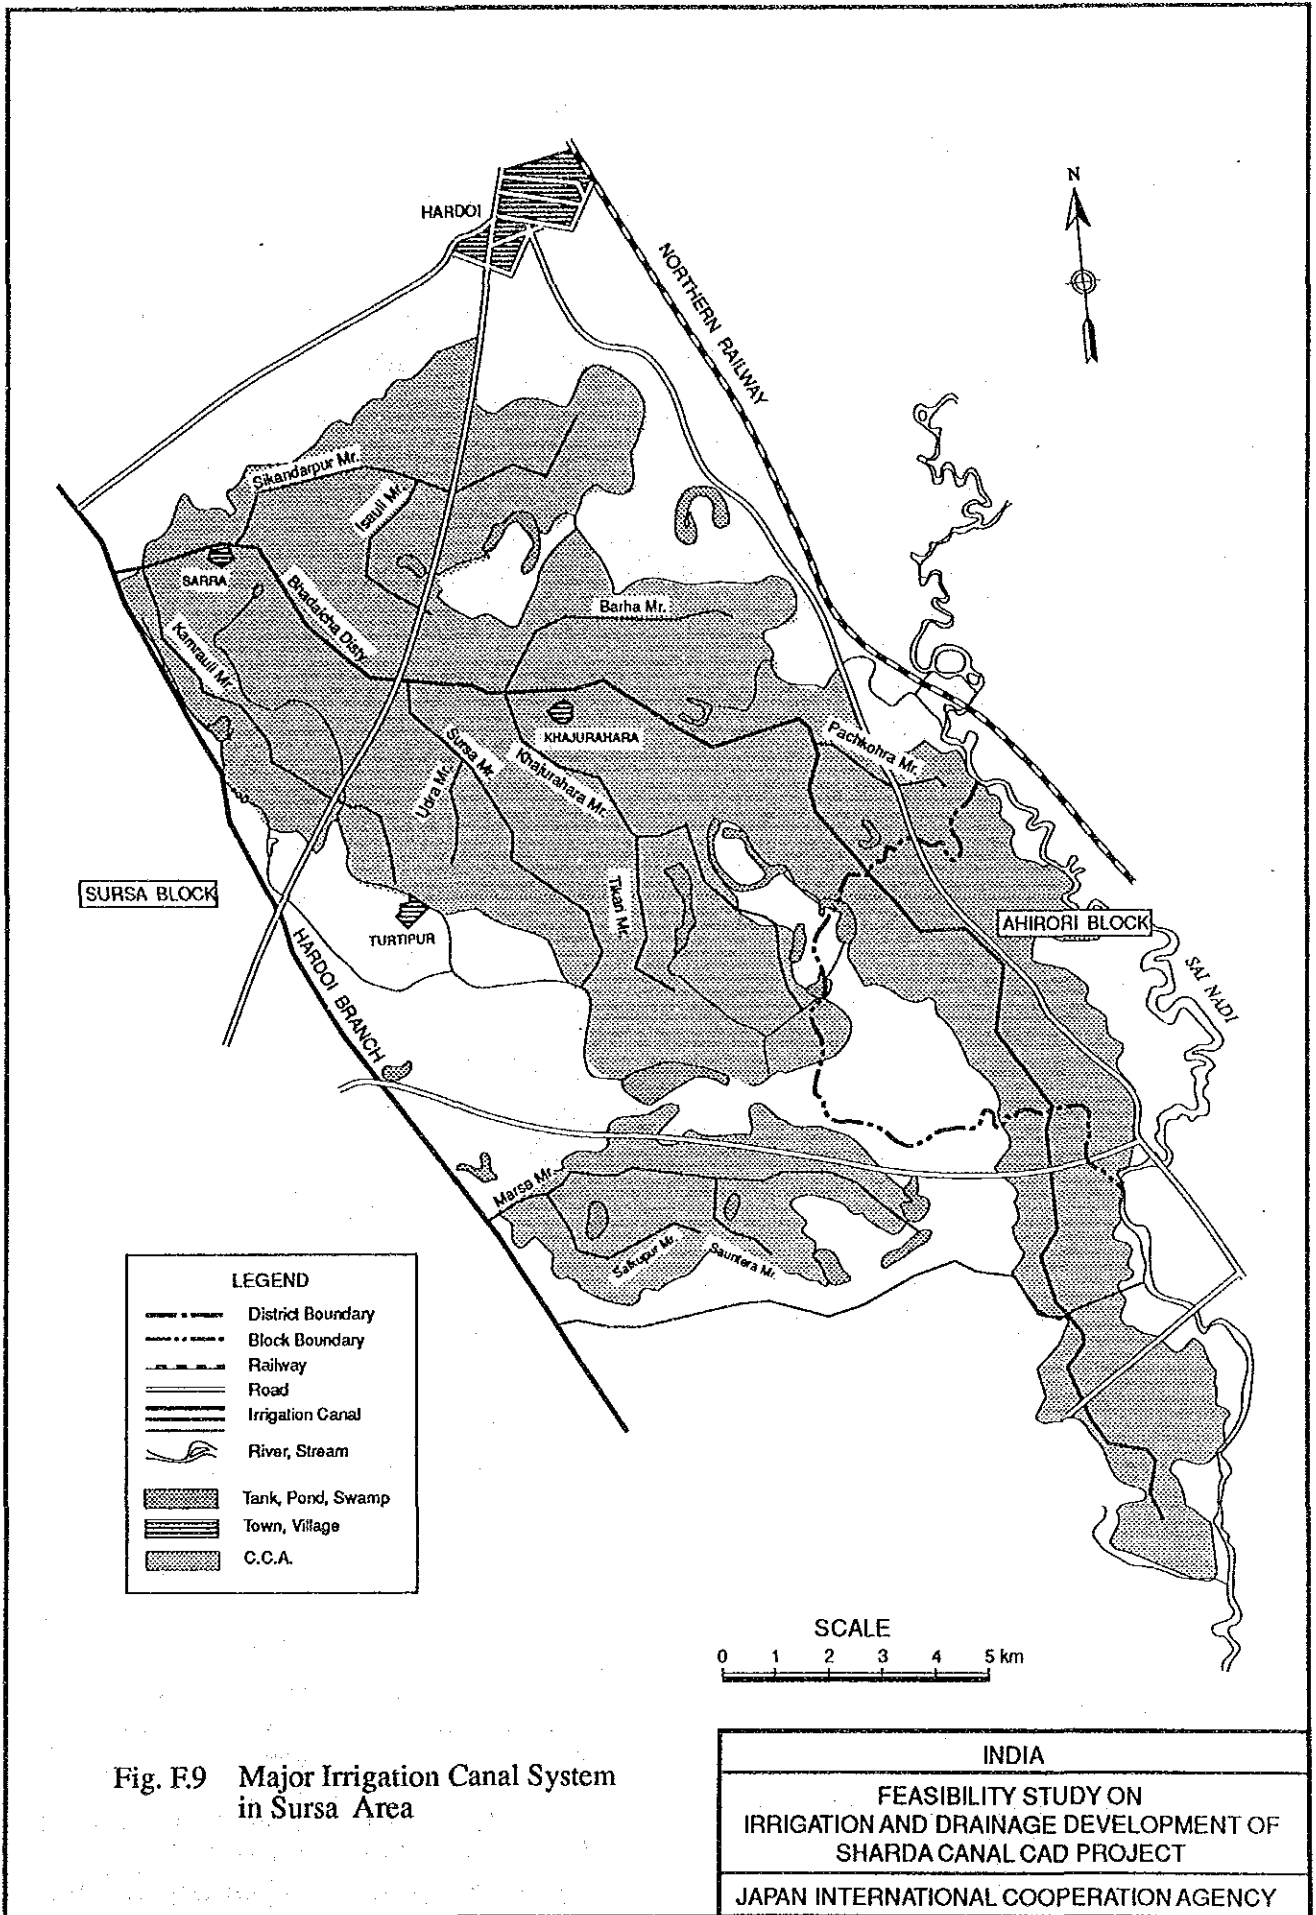 HARDOI
N
NORTHERN RAILWAY
Sikandarpur Mr.
Isauli Mr.
SARRA
Bhadaicha Disty.
Barha Mr.
Kamrauli Mr.
KHAJURAHARA
Sursa Mr.
Khajurahara Mr.
Pachkohra Mr.
Udra Mr.
SURSA BLOCK
Tikari Mr.
TURTIPUR
AHIRORI BLOCK
HARDOI BRANCH
SAI NADI
Marsa Mr.
Mr.
Sauntera Mr.
LEGEND
District Boundary
Block Boundary
Railway
Road
Irrigation Canal
River, Stream
Tank, Pond, Swamp
Town, Village
C.C.A.
SCALE
0 1 2 3 4 5 km
Fig. F.9 Major Irrigation Canal System
in Sursa Area
INDIA
FEASIBILITY STUDY ON
IRRIGATION AND DRAINAGE DEVELOPMENT OF
SHARDA CANAL CAD PROJECT
JAPAN INTERNATIONAL COOPERATION AGENCY